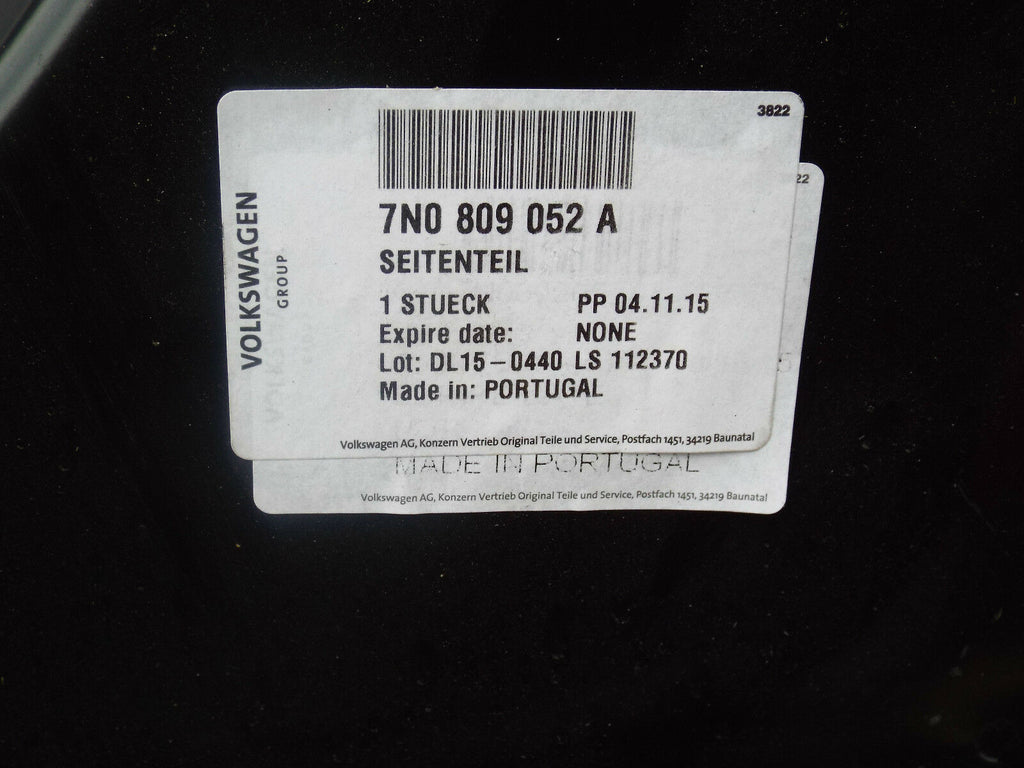 3822
VOLKSWAGEN
GROUP
7N0 809 052 A
SEITENTEIL
1 STUECK PP 04.11.15
Expire date: NONE
Lot: DL15-0440 LS 112370
Made in: PORTUGAL
Volkswagen AG, Konzern Vertrieb Original Teile und Service, Postfach 1451, 34219 Baunatal
22
5
MADE IN PORTUGAL
Volkswagen AG, Konzern Vertrieb Original Teile und Service, Postfach 1451, 34219 Baunatal